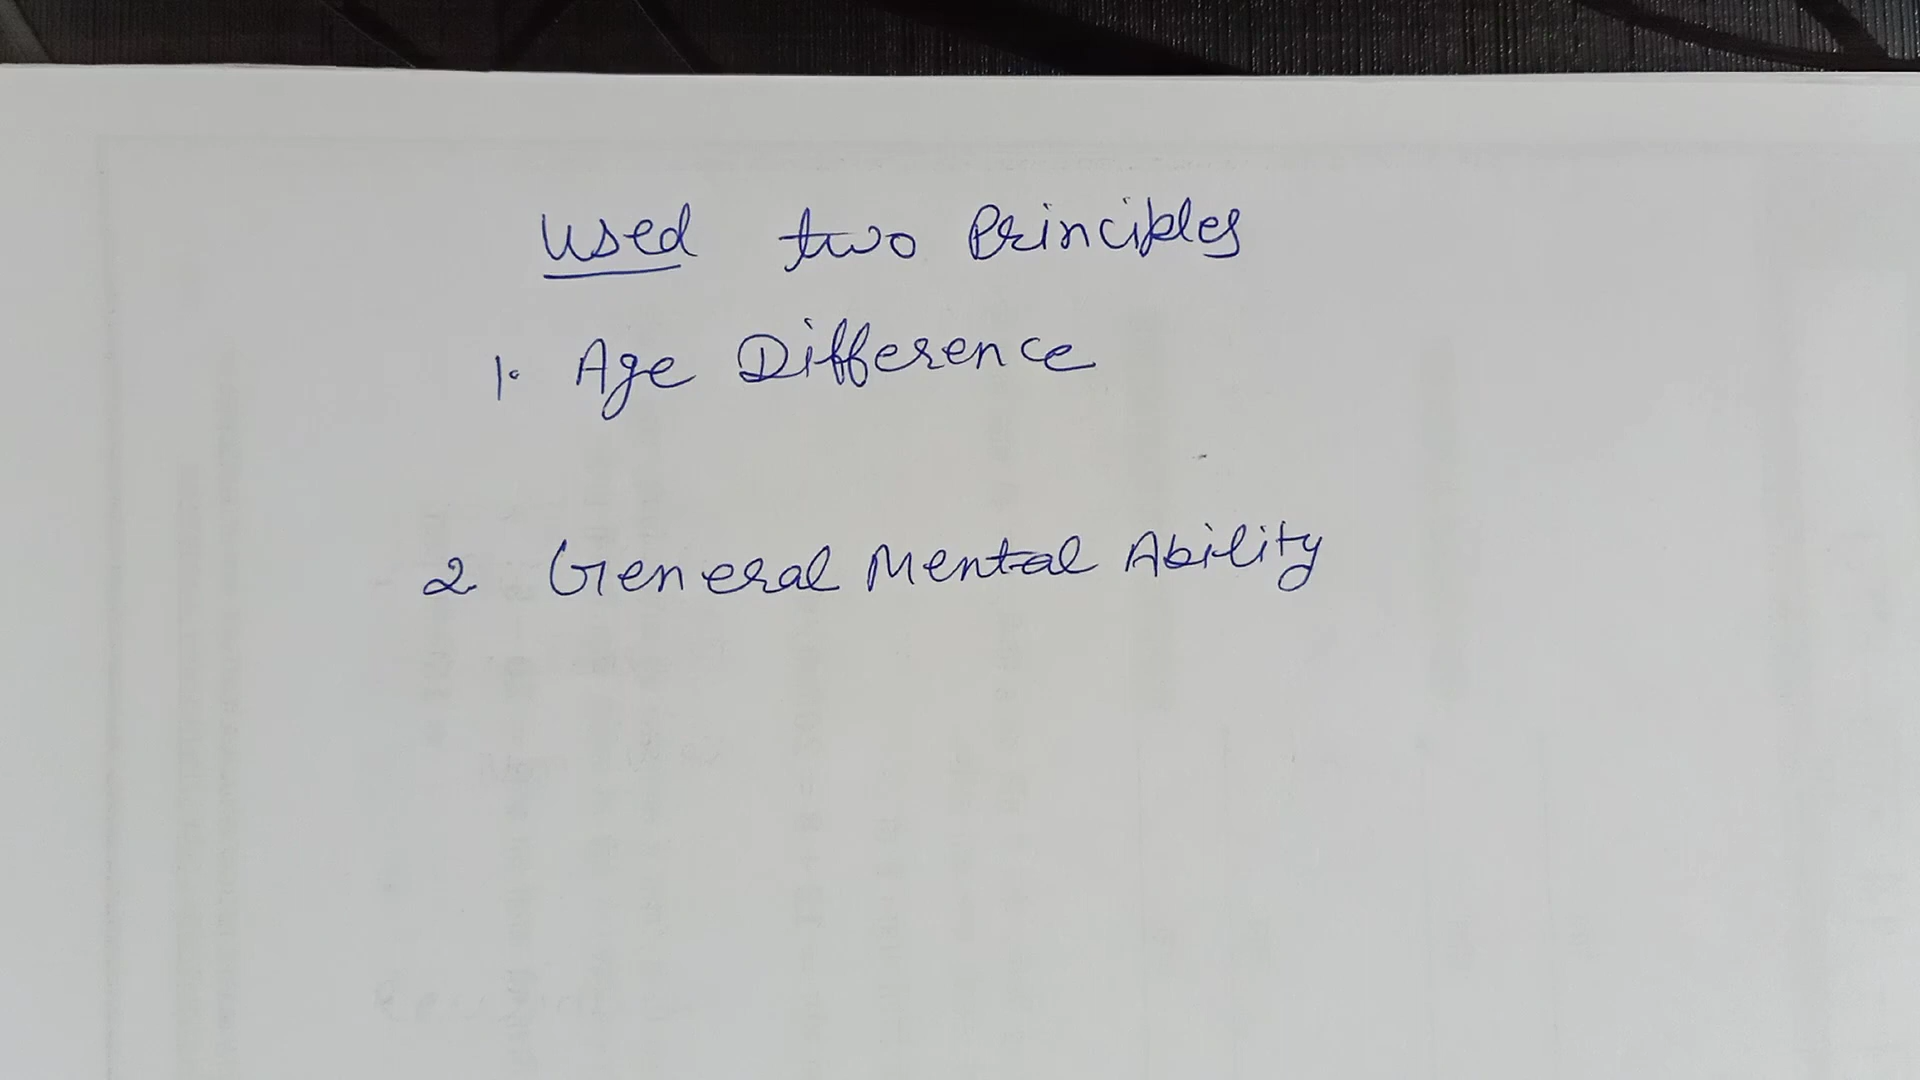 Used two Principles
1. Age Difference
2 General Mental Ability